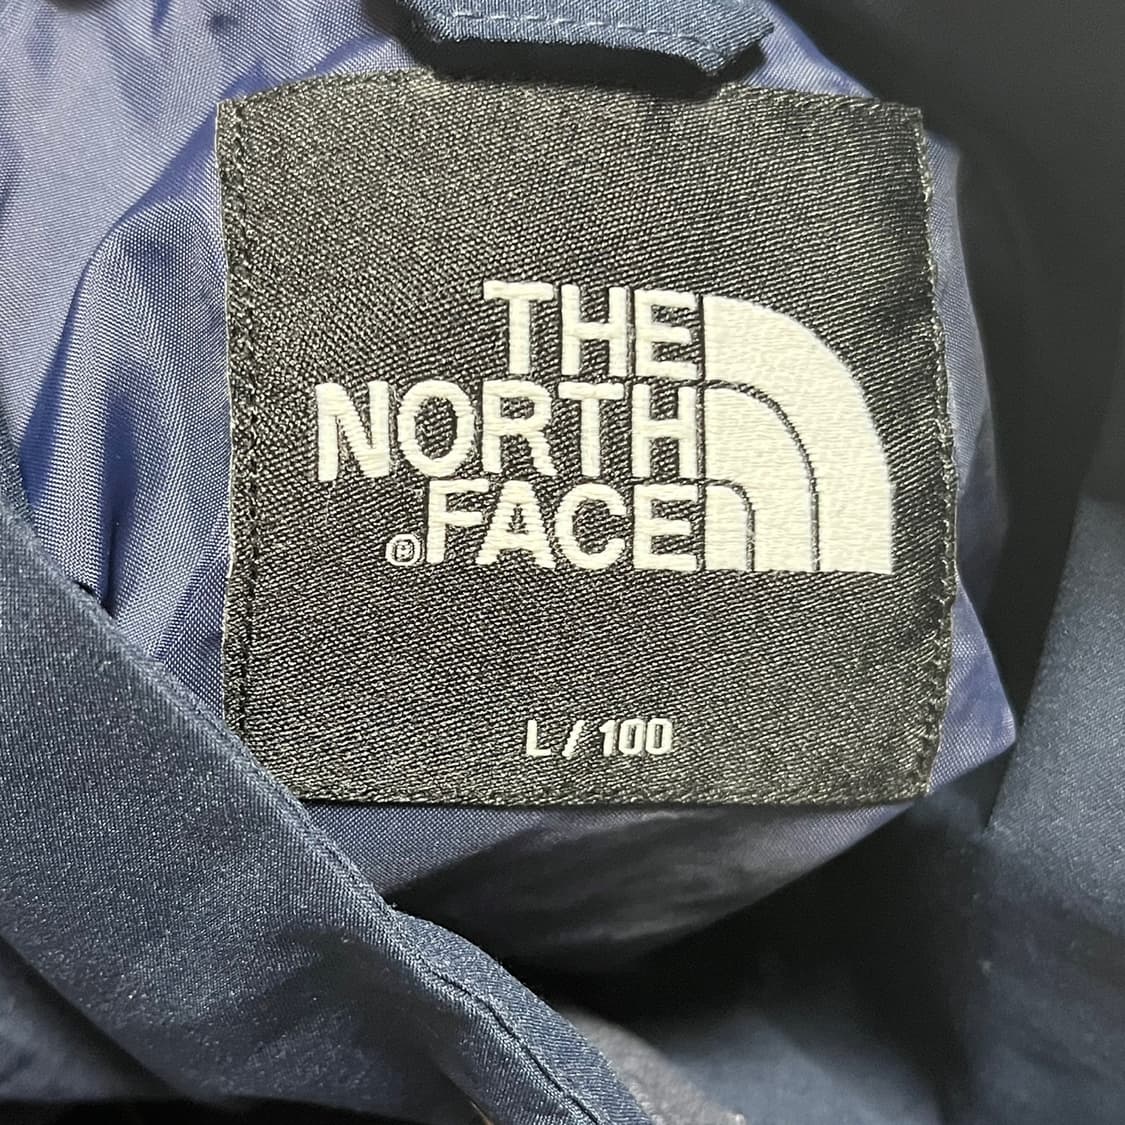 THE
NORTH
®FACE
L / 100